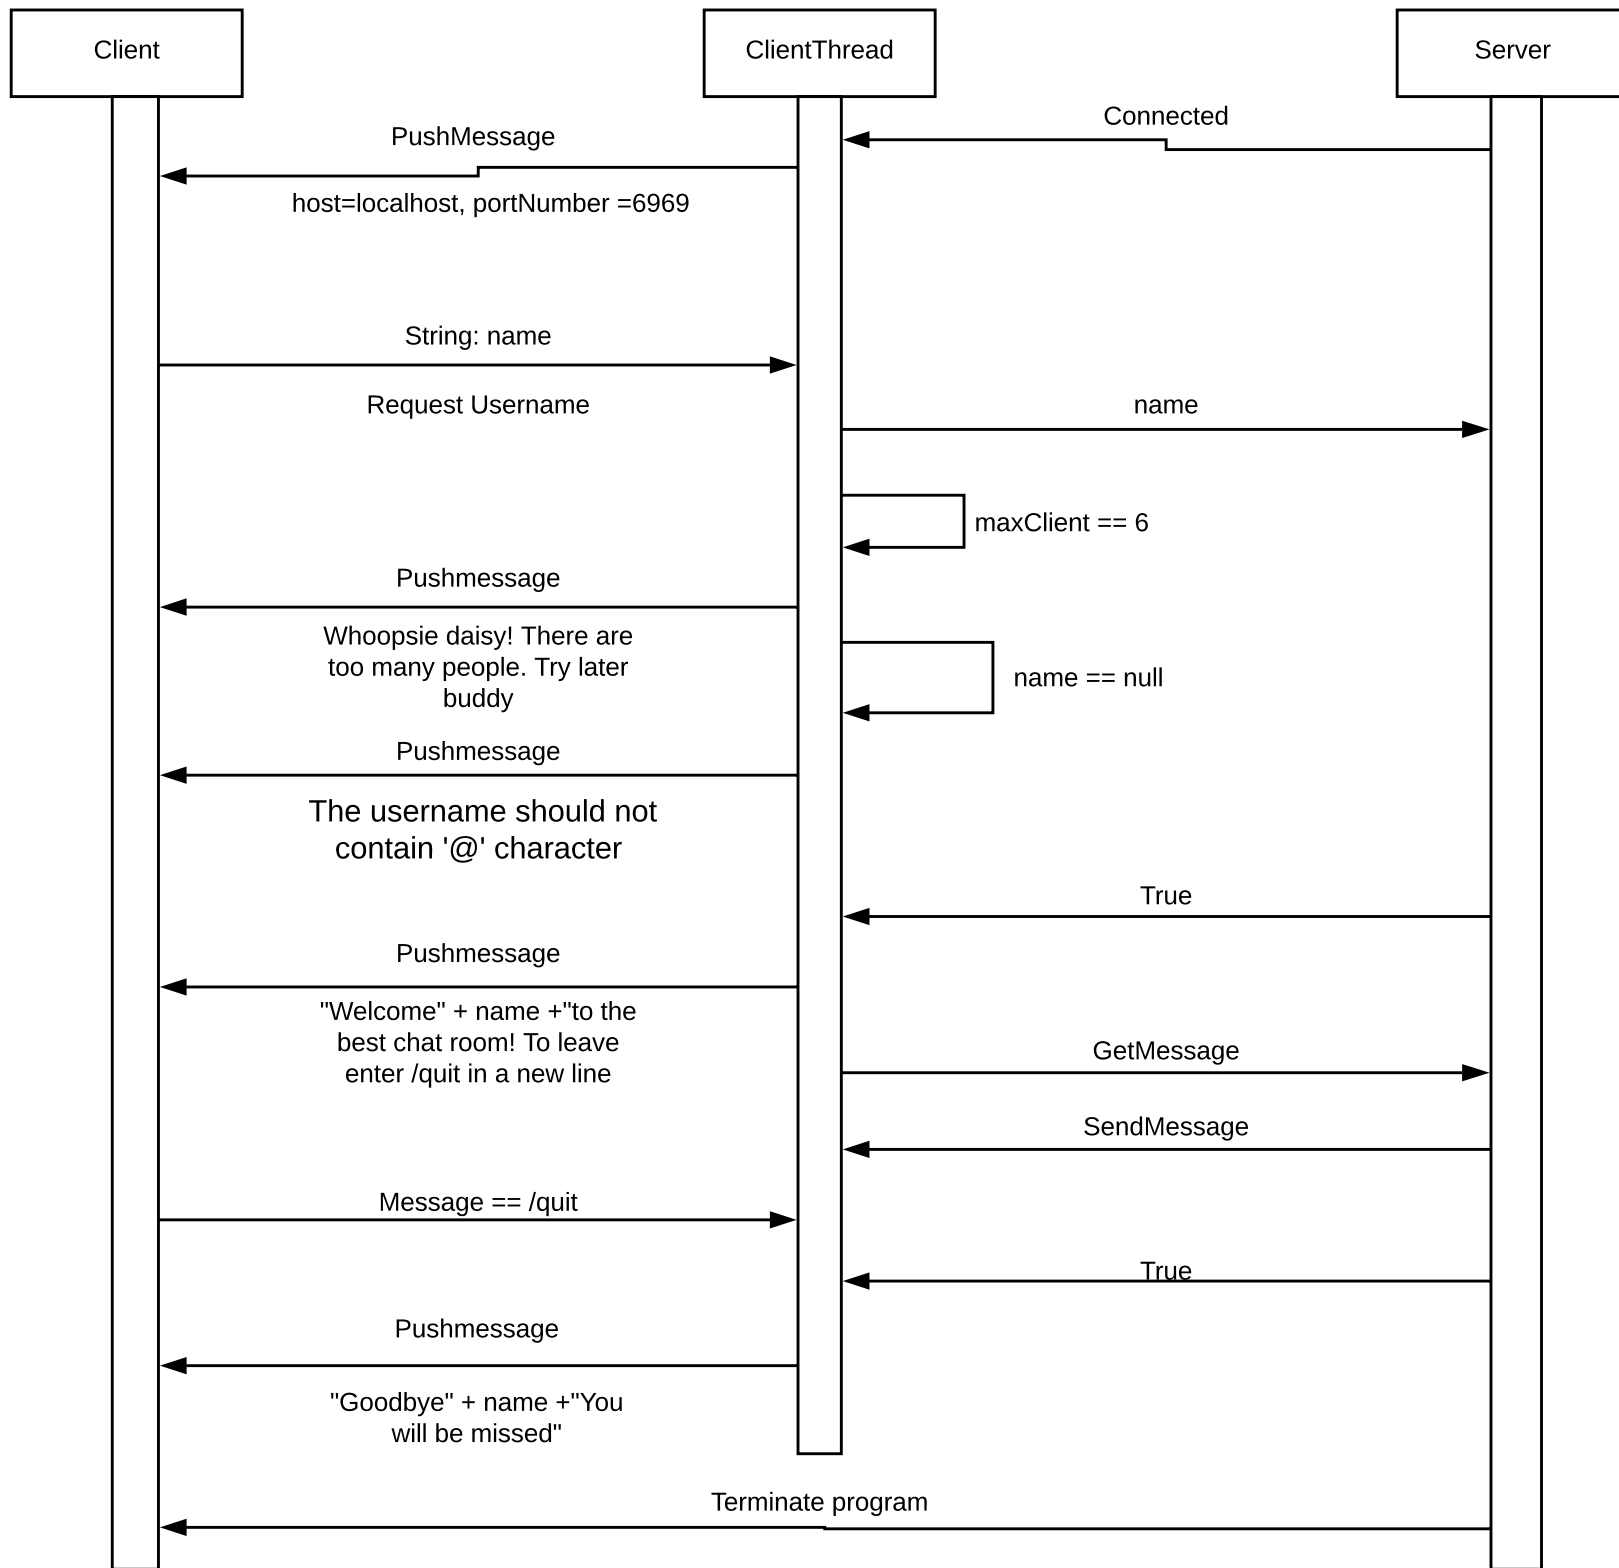 Client
ClientThread
Server
Connected
PushMessage
host=localhost, portNumber =6969
String: name
Request Username
name
maxClient == 6
Pushmessage
Whoopsie daisy! There are
too many people. Try later
buddy
name == null
Pushmessage
The username should not
contain '@' character
True
Pushmessage
"Welcome" + name +"to the
best chat room! To leave
enter /quit in a new line
GetMessage
SendMessage
Message == /quit
True
Pushmessage
"Goodbye" + name +"You
will be missed"
Terminate program